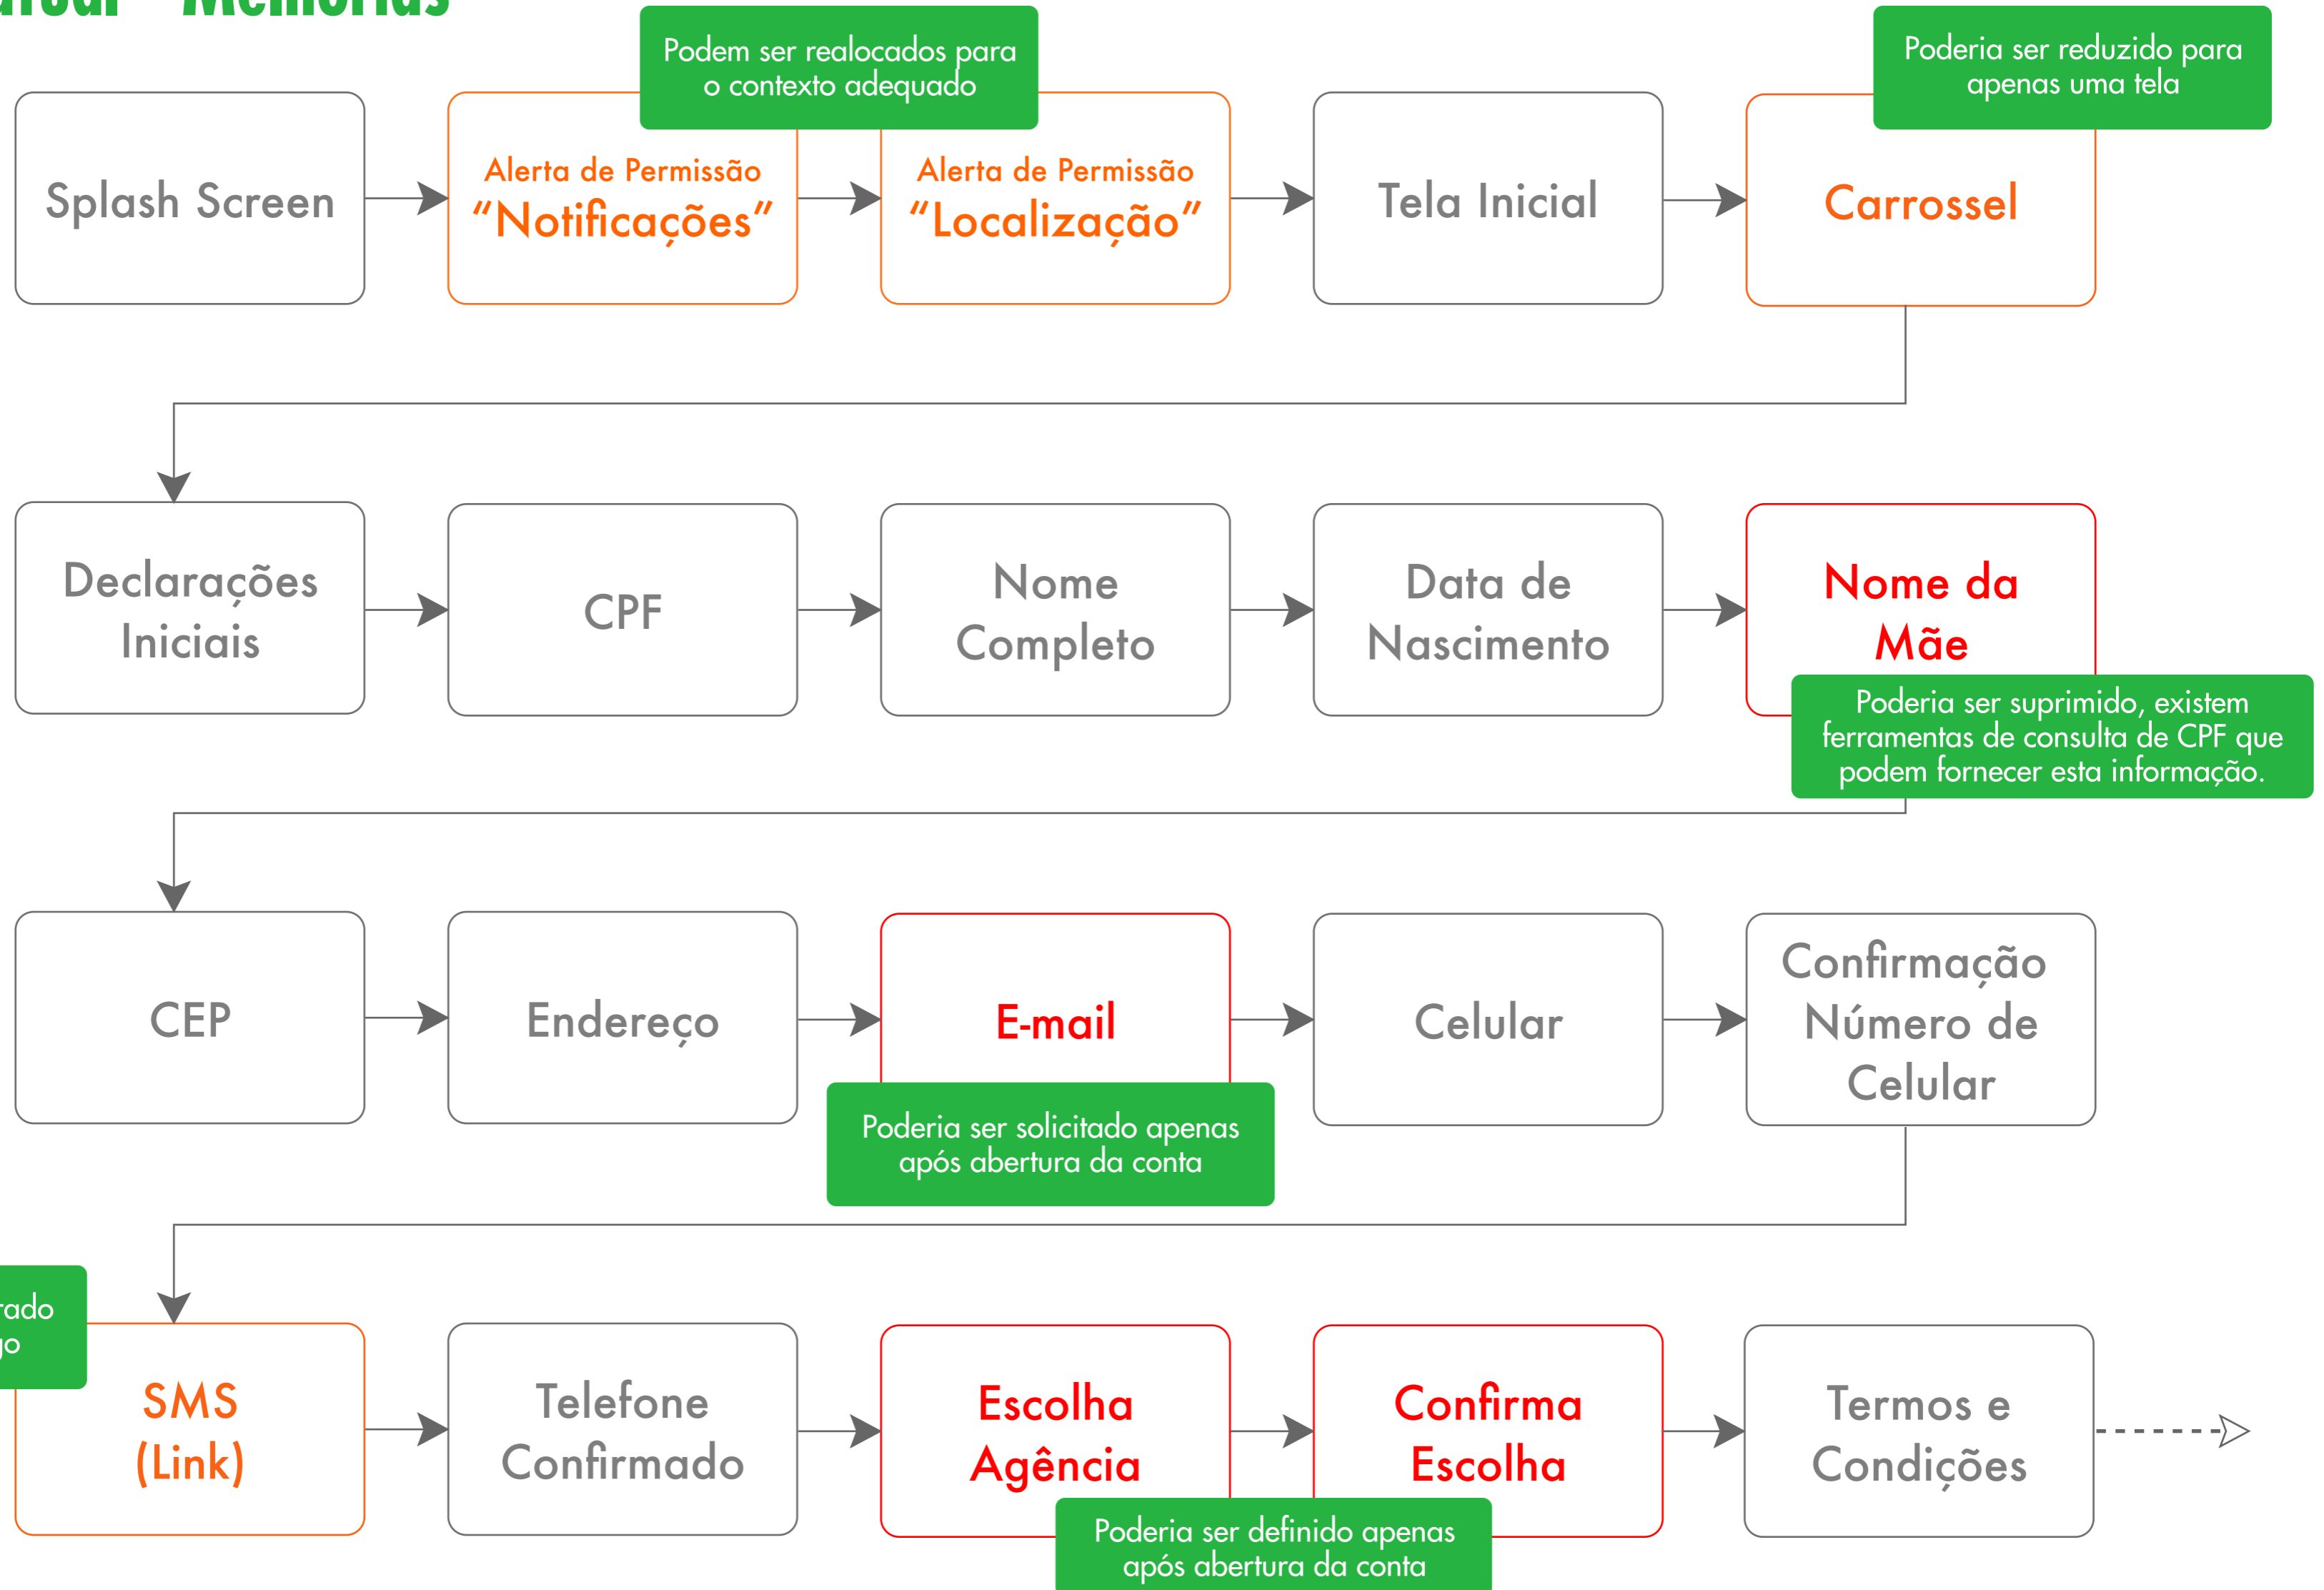 Melhorias
Podem ser realocados para
o contexto adequado
Poderia ser reduzido para
apenas uma tela
Splash Screen
Alerta de Permissão
“Notificações”
Alerta de Permissão
“Localização”
Tela Inicial
Carrossel
Declarações
Iniciais
CPF
Nome
Completo
Data de
Nascimento
Nome da
Mãe
Poderia ser suprimido, existem
ferramentas de consulta de CPF que
podem fornecer esta informação.
CEP
Endereço
E-mail
Celular
Confirmação
Número de
Celular
Poderia ser solicitado apenas
após abertura da conta
SMS
(Link)
Telefone
Confirmado
Escolha
Agência
Confirma
Escolha
Termos e
Condições
Poderia ser definido apenas
após abertura da conta